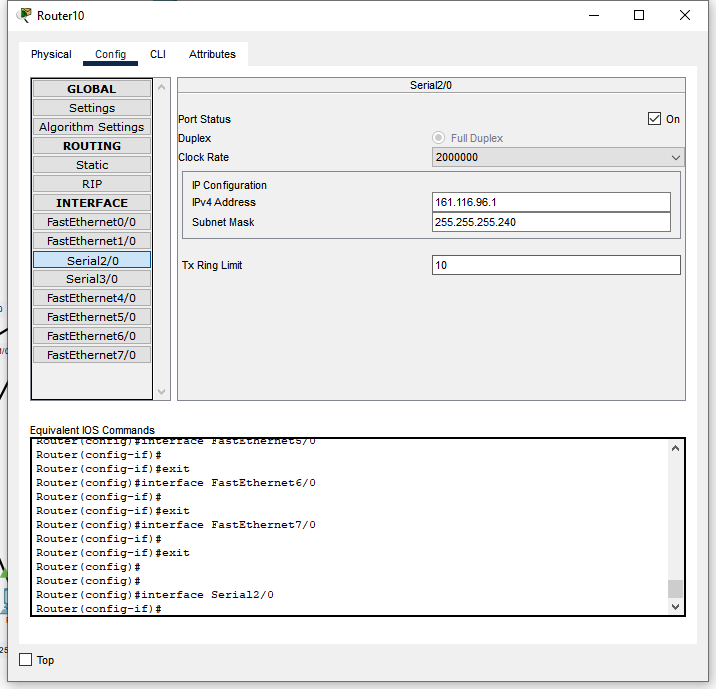 Router10
Physical Config CLI Attributes
GLOBAL
Settings
Algorithm Settings
ROUTING
Static
RIP
INTERFACE
FastEthernet0/0
FastEthernet1/0
Serial2/0
Serial3/0
FastEthernet4/0
FastEthernet5/0
FastEthernet6/0
FastEthernet7/0
Serial2/0
Port Status On
Duplex Full Duplex
Clock Rate 2000000
IP Configuration
IPv4 Address 161.116.96.1
Subnet Mask 255.255.255.240
Tx Ring Limit 10
Equivalent IOS Commands
Router(config)#interface FastEthernet5/0
Router(config-if)#
Router(config-if)#exit
Router(config)#interface FastEthernet6/0
Router(config-if)#
Router(config-if)#exit
Router(config)#interface FastEthernet7/0
Router(config-if)#
Router(config-if)#exit
Router(config)#
Router(config)#
Router(config)#interface Serial2/0
Router(config-if)#
Top